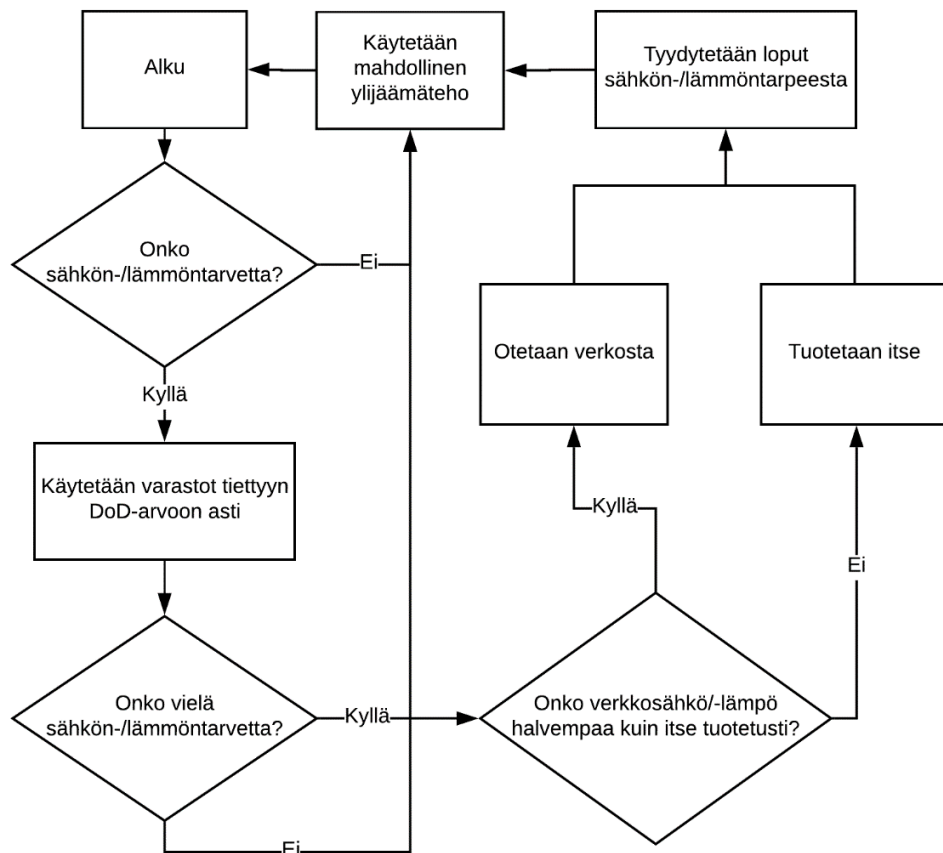 Alku
Käytetään
mahdollinen
ylijäämäteho
Tyydytetään loput
sähkön-/lämmöntarpeesta
Onko
sähkön-/lämmöntarvetta?
Ei
Kyllä
Otetaan verkosta
Tuotetaan itse
Käytetään varastot tiettyyn
DoD-arvoon asti
Kyllä
Ei
Onko vielä
sähkön-/lämmöntarvetta?
Kyllä
Onko verkkosähkö/-lämpö
halvempaa kuin itse tuotetusti?
Ei